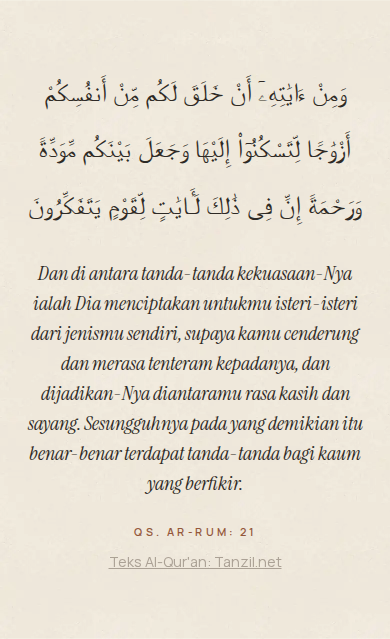 وَمِنْ ءَايَٰتِهِۦٓ أَنْ خَلَقَ لَكُم مِّنْ أَنفُسِكُمْ
أَزْوَٰجًا لِّتَسْكُنُوٓا۟ إِلَيْهَا وَجَعَلَ بَيْنَكُم مَّوَدَّةً
وَرَحْمَةً إِنَّ فِى ذَٰلِكَ لَـَٔايَٰتٍ لِّقَوْمٍ يَتَفَكَّرُونَ
Dan di antara tanda-tanda kekuasaan-Nya
ialah Dia menciptakan untukmu isteri-isteri
dari jenismu sendiri, supaya kamu cenderung
dan merasa tenteram kepadanya, dan
dijadikan-Nya diantaramu rasa kasih dan
sayang. Sesungguhnya pada yang demikian itu
benar-benar terdapat tanda-tanda bagi kaum
yang berfikir.
QS. AR-RUM: 21
Teks Al-Qur'an: Tanzil.net